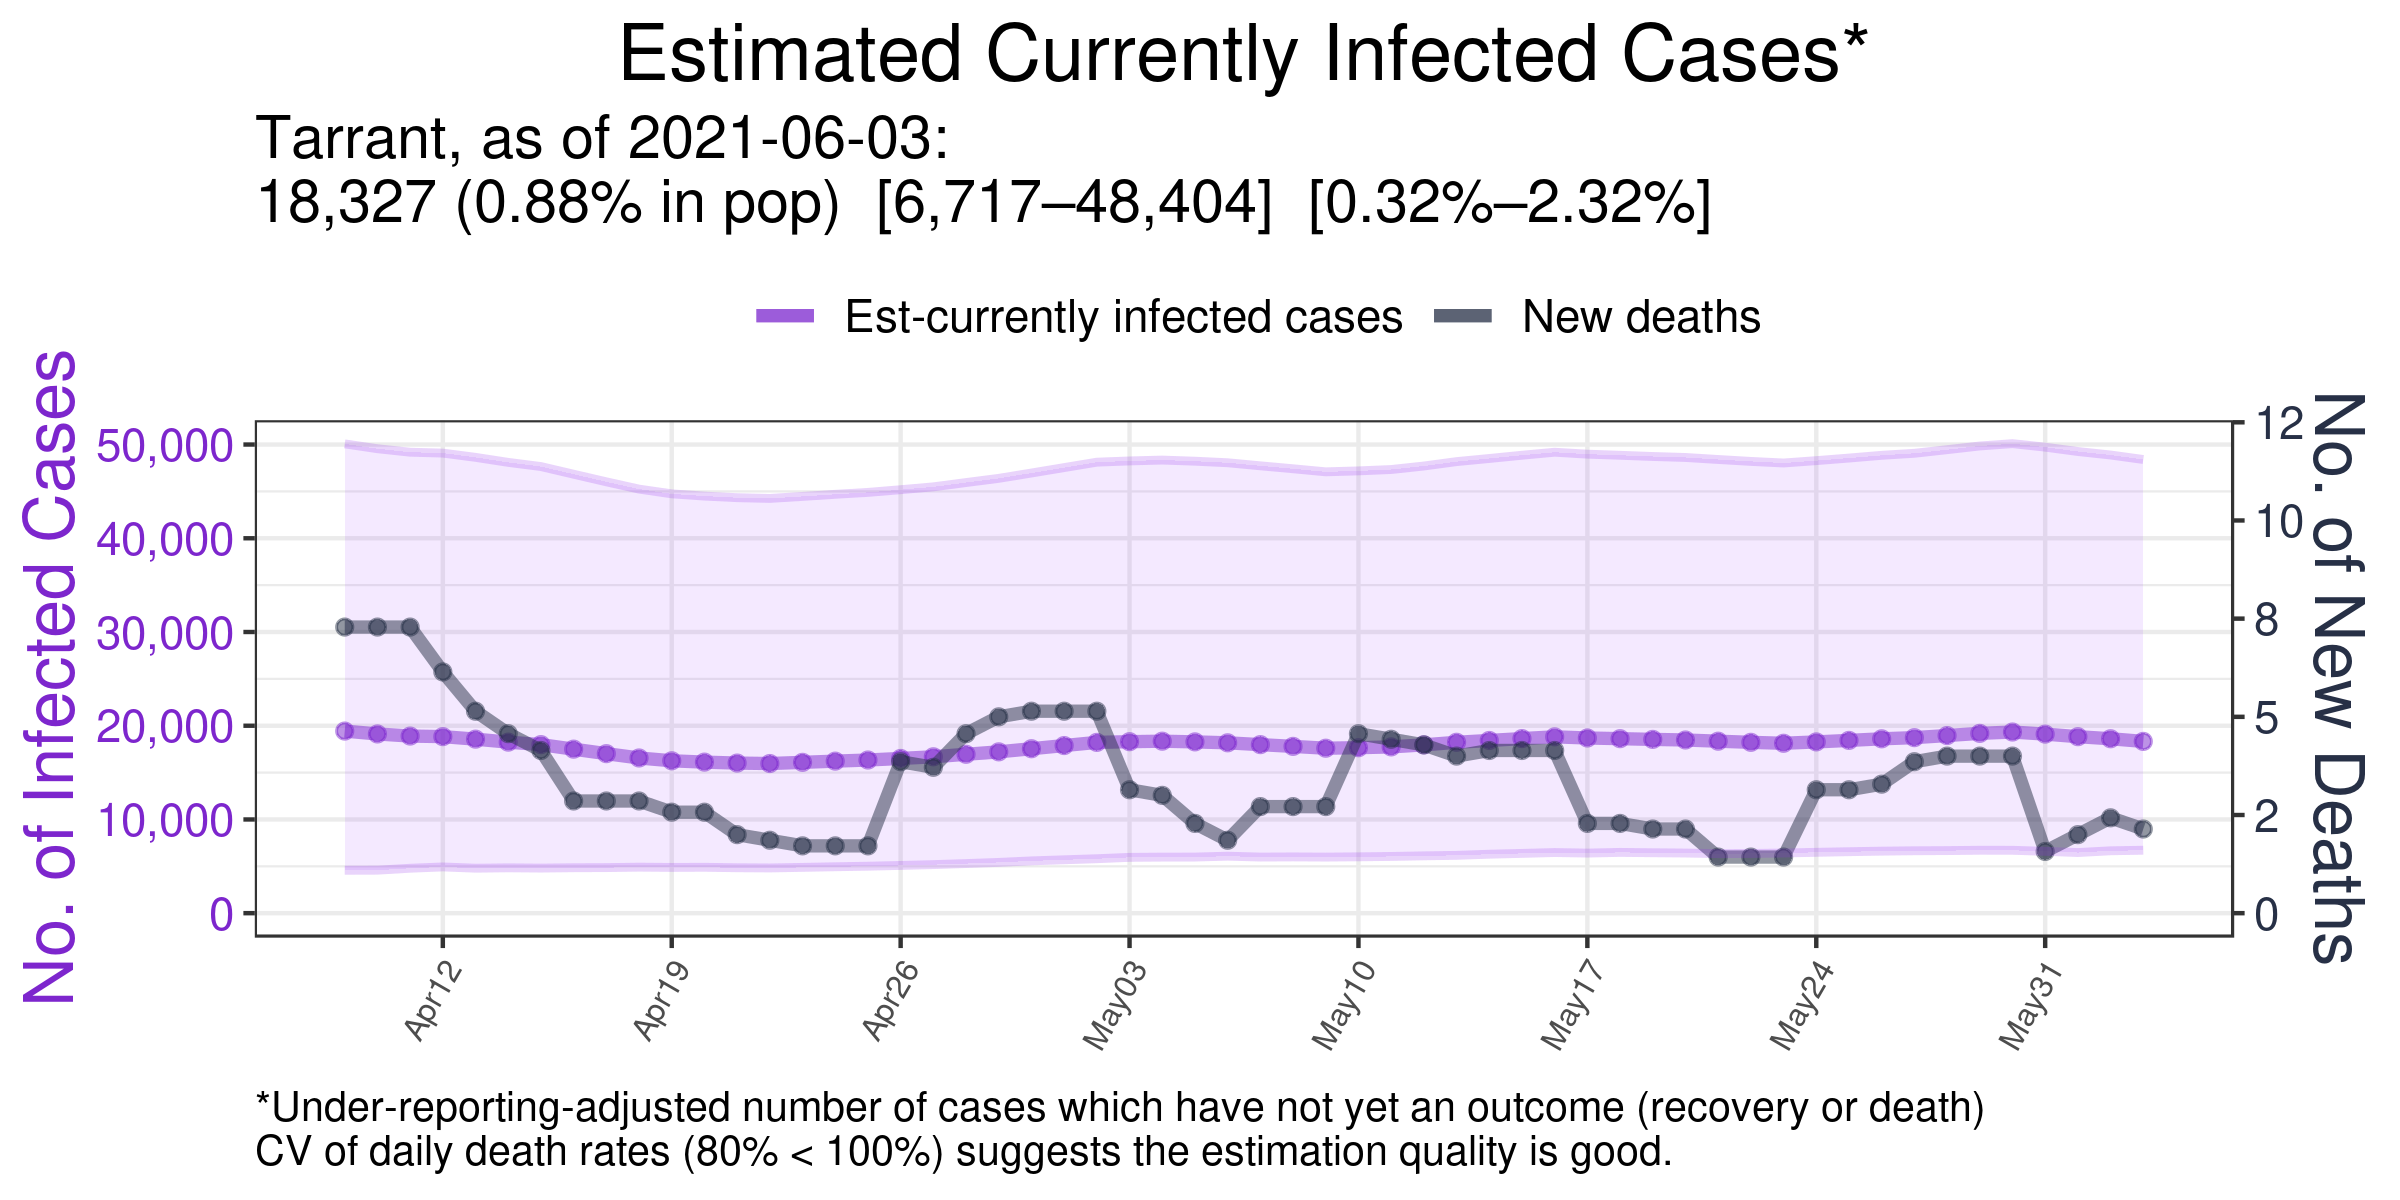 Estimated Currently Infected Cases*
Tarrant, as of 2021-06-03:
18,327 (0.88% in pop)  [6,717–48,404]  [0.32%–2.32%]
Est-currently infected cases
New deaths
No. of Infected Cases
50,000
40,000
30,000
20,000
10,000
0
12
10
8
5
2
0
No. of New Deaths
Apr12
Apr19
Apr26
May03
May10
May17
May24
May31
*Under-reporting-adjusted number of cases which have not yet an outcome (recovery or death)
CV of daily death rates (80% < 100%) suggests the estimation quality is good.